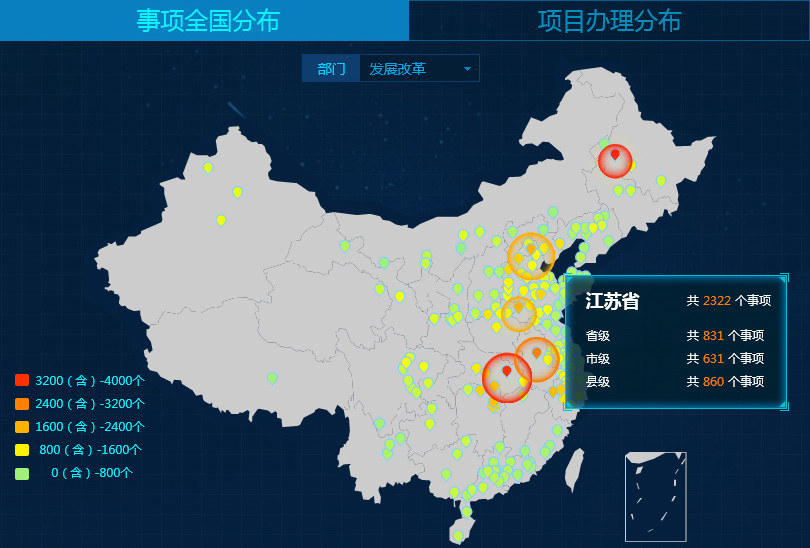 事项全国分布
项目办理分布
部门
发展改革
江苏省 共 2322 个事项
省级 共 831 个事项
市级 共 631 个事项
县级 共 860 个事项
3200 ( 含 ) -4000个
2400 ( 含 ) -3200个
1600 ( 含 ) -2400个
800 ( 含 ) -1600个
0 ( 含 ) -800个